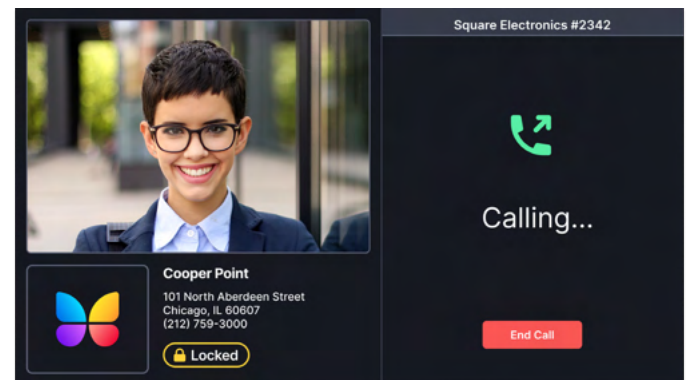 Square Electronics #2342
Calling...
Cooper Point
101 North Aberdeen Street
Chicago, IL 60607
(212) 759-3000
Locked
End Call